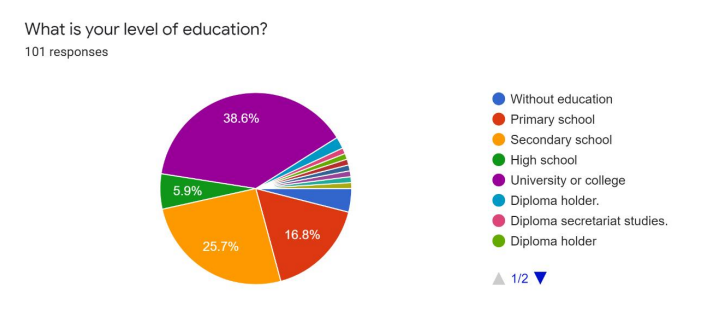 What is your level of education?
101 responses
38.6%
5.9%
25.7%
16.8%
Without education
Primary school
Secondary school
High school
University or college
Diploma holder.
Diploma secretariat studies.
Diploma holder
1/2